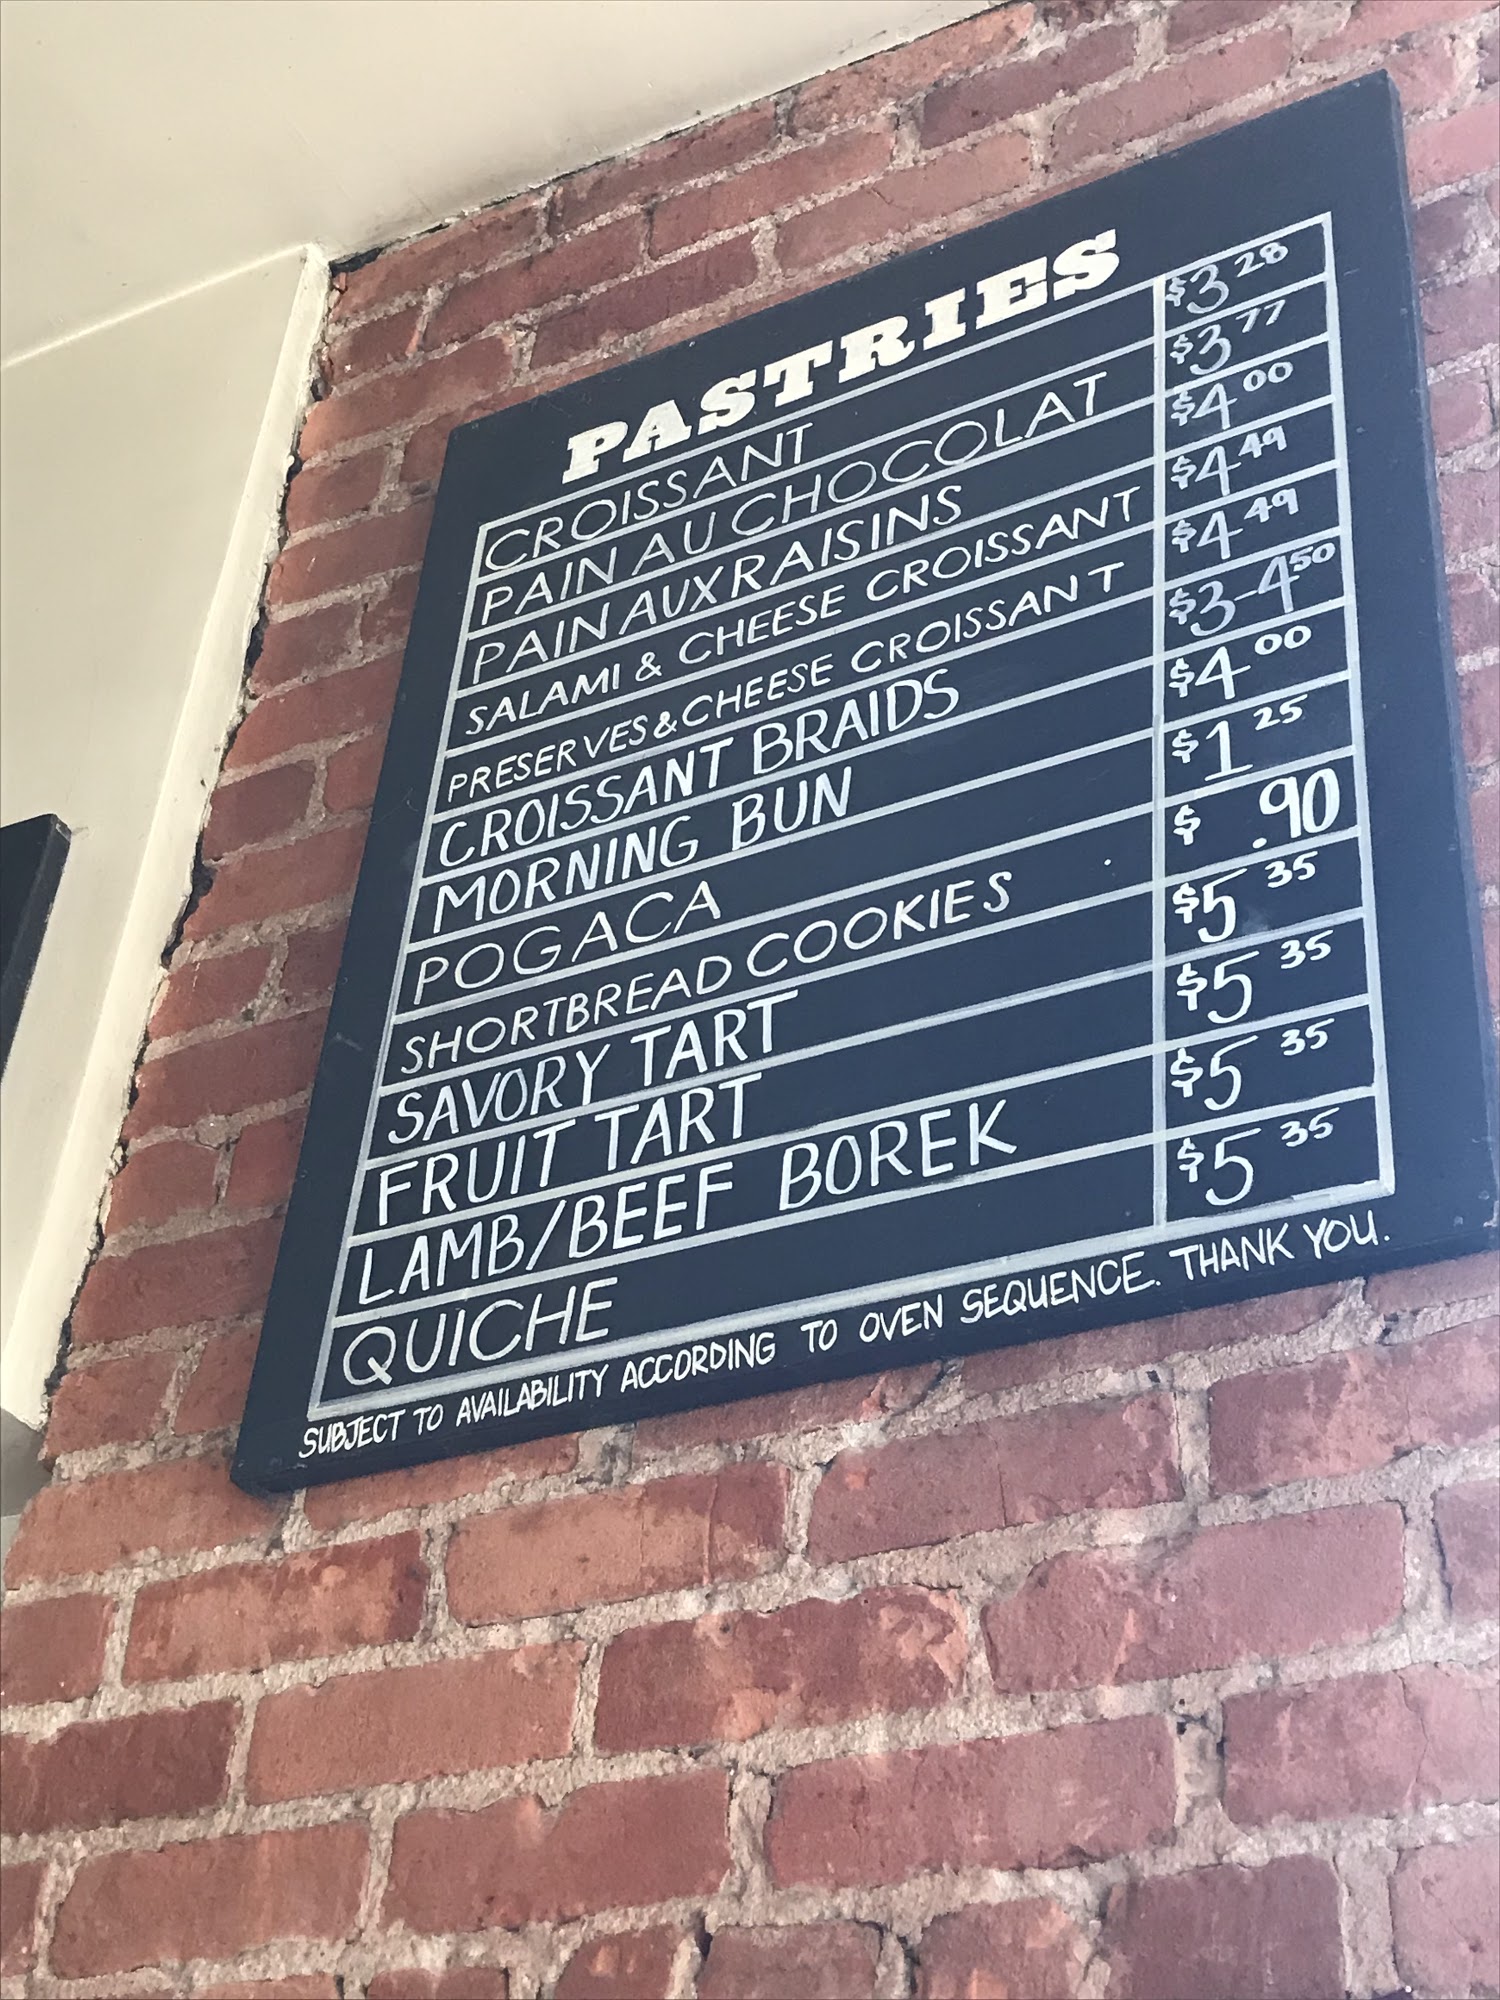 PASTRIES
CROISSANT $3 28
PAIN AU CHOCOLAT $3 77
PAIN AUX RAISINS $4 00
SALAMI & CHEESE CROISSANT $4 49
PRESERVES & CHEESE CROISSANT $4 49
CROISSANT BRAIDS $3-4 50
MORNING BUN $4 00
POGACA $1 25
SHORTBREAD COOKIES $ .90
SAVORY TART $5 35
FRUIT TART $5 35
LAMB/BEEF BOREK $5 35
QUICHE $5 35
SUBJECT TO AVAILABILITY ACCORDING TO OVEN SEQUENCE. THANK YOU.